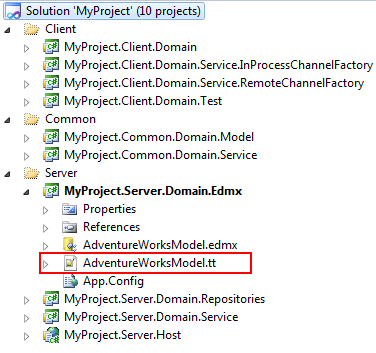 Solution 'MyProject' (10 projects)
Client
MyProject.Client.Domain
MyProject.Client.Domain.Service.InProcessChannelFactory
MyProject.Client.Domain.Service.RemoteChannelFactory
MyProject.Client.Domain.Test
Common
MyProject.Common.Domain.Model
MyProject.Common.Domain.Service
Server
MyProject.Server.Domain.Edmx
Properties
References
AdventureWorksModel.edmx
AdventureWorksModel.tt
App.Config
MyProject.Server.Domain.Repositories
MyProject.Server.Domain.Service
MyProject.Server.Host